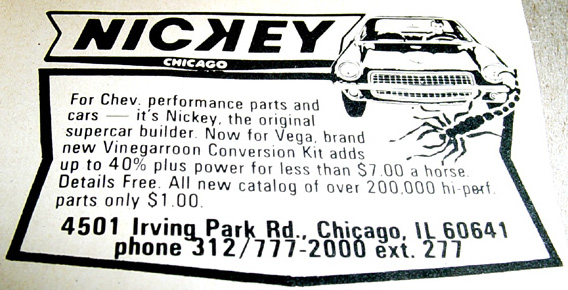 NICKEY
CHICAGO
For Chev. performance parts and
cars — it's Nickey, the original
supercar builder. Now for Vega, brand
new Vinegarroon Conversion Kit adds
up to 40% plus power for less than $7.00 a horse.
Details Free. All new catalog of over 200,000 hi-perf.
parts only $1.00.
4501 Irving Park Rd., Chicago, IL 60641
phone 312/777-2000 ext. 277